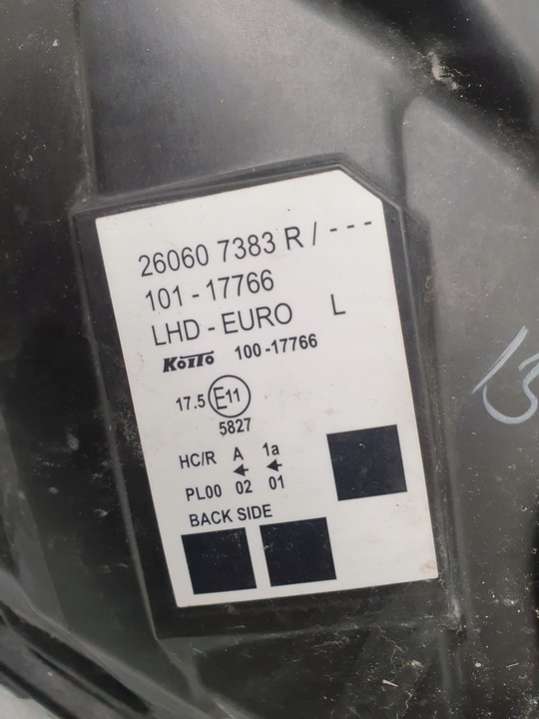 26060 7383 R / - - -
101 - 17766
LHD - EURO L
KOITO 100-17766
17.5 E11
5827
HC/R A 1a
PL00 02 01
BACK SIDE
13